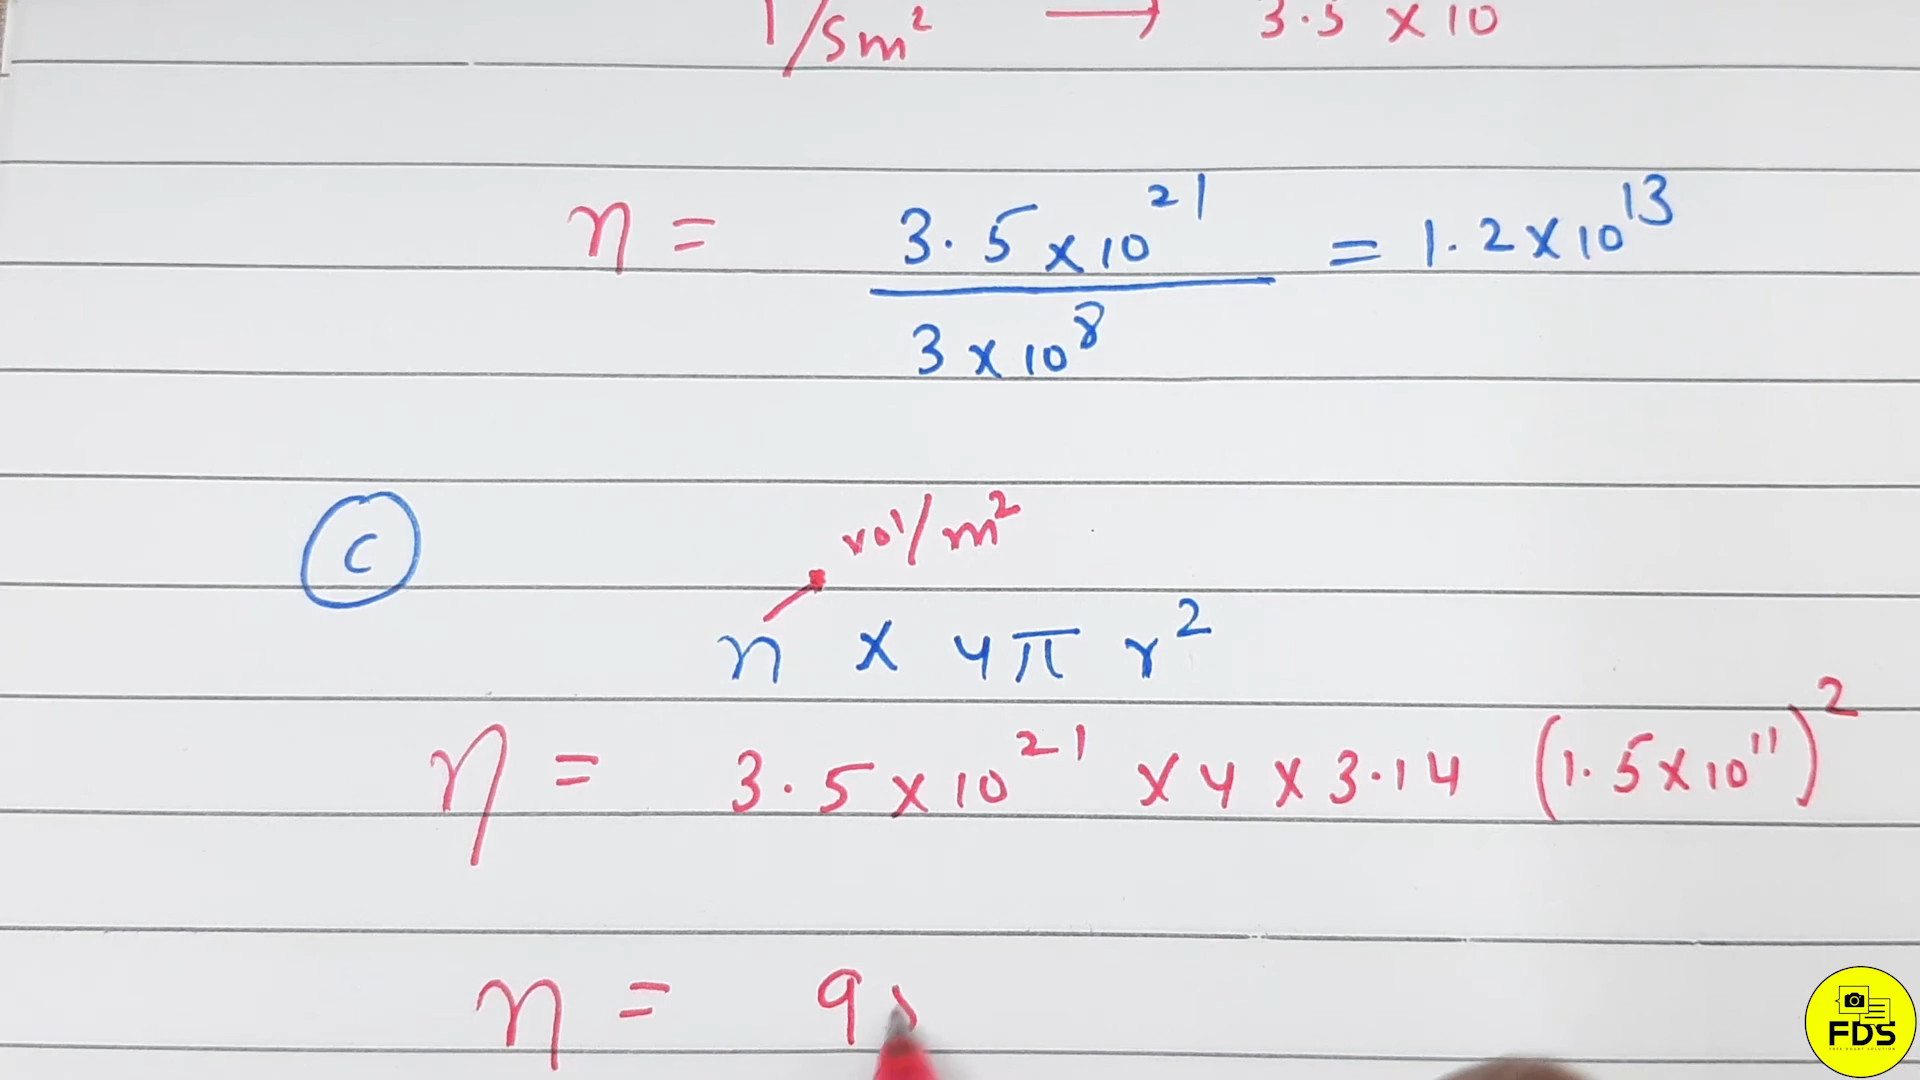 1/sm² → 3.5 × 10
n = 3.5 × 10²¹ / 3 × 10⁸ = 1.2 × 10¹³
c
vol/m²
n × 4π r²
n = 3.5 × 10²¹ × 4 × 3.14 (1.5 × 10¹¹)²
n = 9
FDS